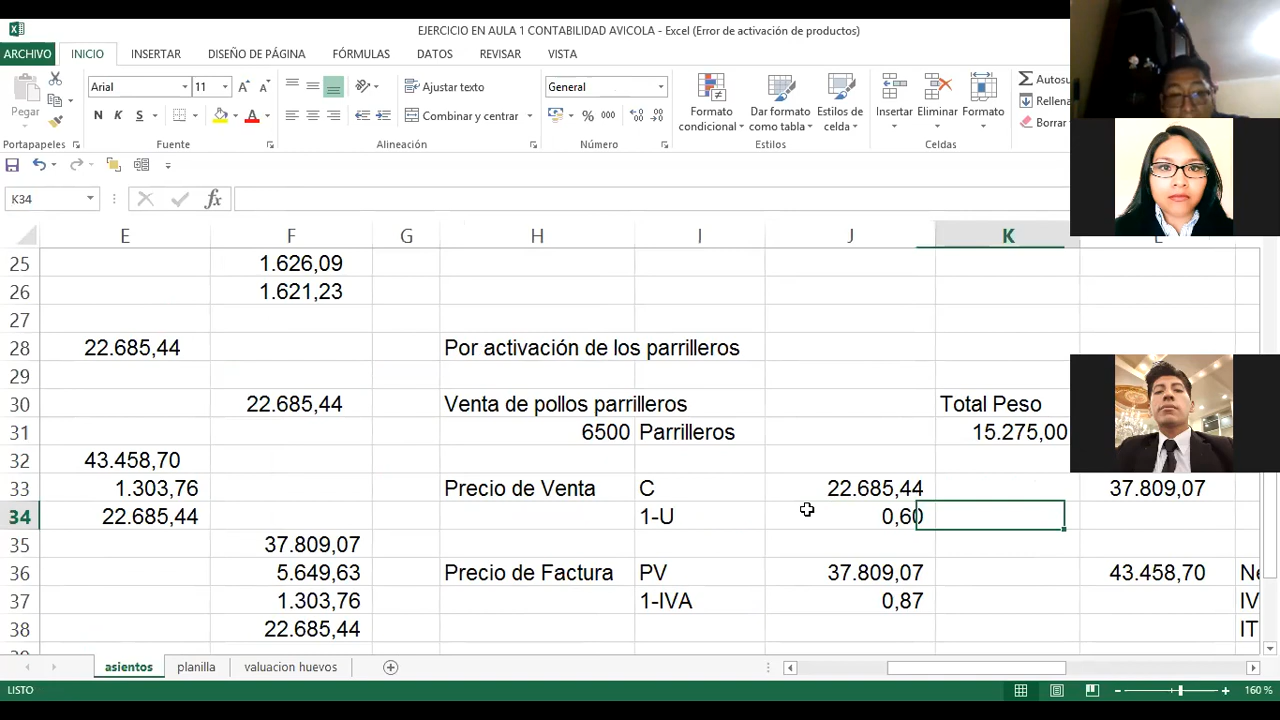 EJERCICIO EN AULA 1 CONTABILIDAD AVICOLA - Excel (Error de activación de productos)
ARCHIVO INICIO INSERTAR DISEÑO DE PÁGINA FÓRMULAS DATOS REVISAR VISTA
Pegar
Arial 11
N K S
Ajustar texto
Combinar y centrar
General
% 000
Formato condicional
Dar formato como tabla
Estilos de celda
Insertar
Eliminar
Formato
Autosu
Rellena
Borrar
Portapapeles Fuente Alineación Número Estilos Celdas
K34
E F G H I J K L
25 1.626,09
26 1.621,23
27
28 22.685,44 Por activación de los parrilleros
29
30 22.685,44 Venta de pollos parrilleros Total Peso
31 6500 Parrilleros 15.275,00
32 43.458,70
33 1.303,76 Precio de Venta C 22.685,44 37.809,07
34 22.685,44 1-U 0,60
35 37.809,07
36 5.649,63 Precio de Factura PV 37.809,07 43.458,70 Ne
37 1.303,76 1-IVA 0,87 IV
38 22.685,44 IT
asientos planilla valuacion huevos
LISTO 160 %